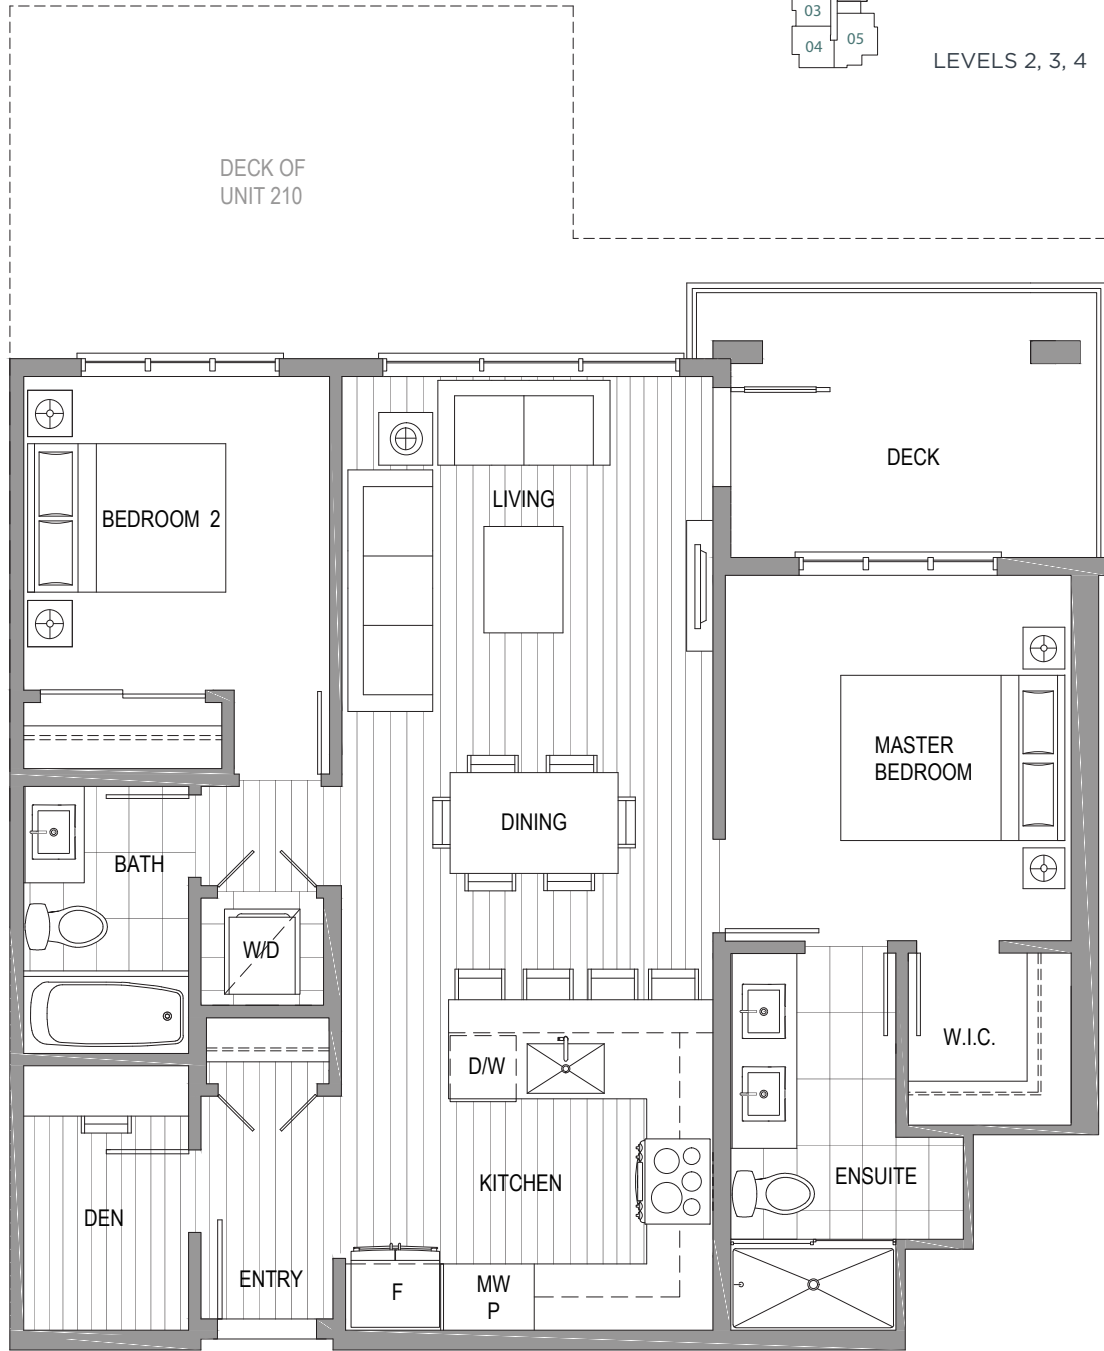 03
04
05
LEVELS 2, 3, 4
DECK OF
UNIT 210
DECK
LIVING
BEDROOM 2
MASTER
BEDROOM
DINING
BATH
W/D
W.I.C.
D/W
ENSUITE
KITCHEN
DEN
ENTRY
F
MW
P